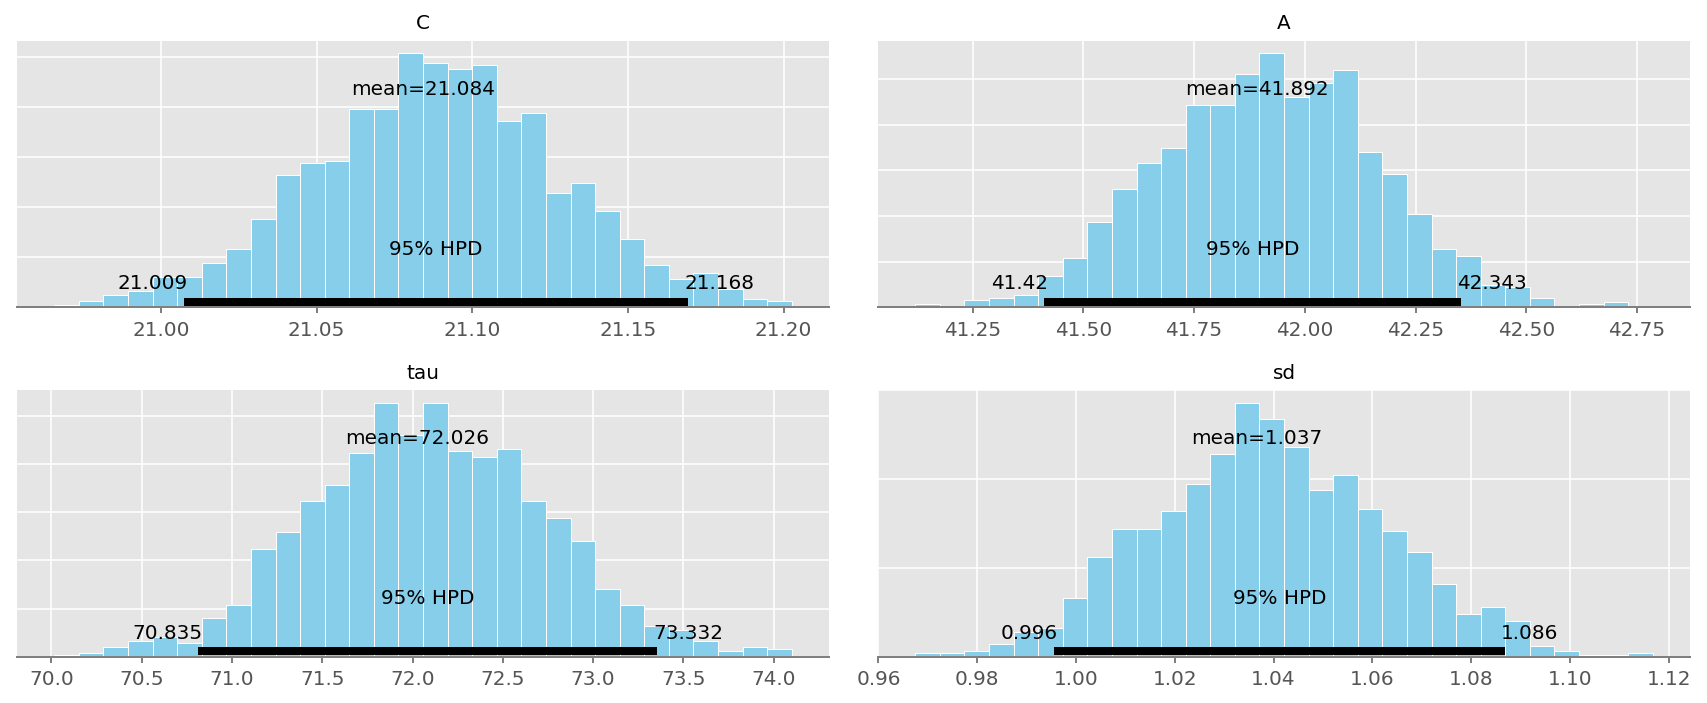 C
mean=21.084
95% HPD
21.009 21.168
21.00 21.05 21.10 21.15 21.20
A
mean=41.892
95% HPD
41.42 42.343
41.25 41.50 41.75 42.00 42.25 42.50 42.75
tau
mean=72.026
95% HPD
70.835 73.332
70.0 70.5 71.0 71.5 72.0 72.5 73.0 73.5 74.0
sd
mean=1.037
95% HPD
0.996 1.086
0.96 0.98 1.00 1.02 1.04 1.06 1.08 1.10 1.12